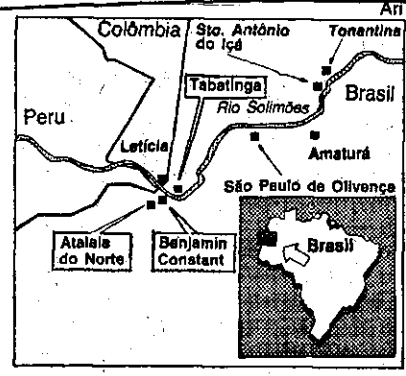 Ari
Colômbia
Sto. Antônio
do Içá
Tonantina
Tabatinga
Rio Solimões
Brasil
Peru
Letícia
Amaturá
São Paulo de Olivença
Atalaia
do Norte
Benjamin
Constant
Brasil